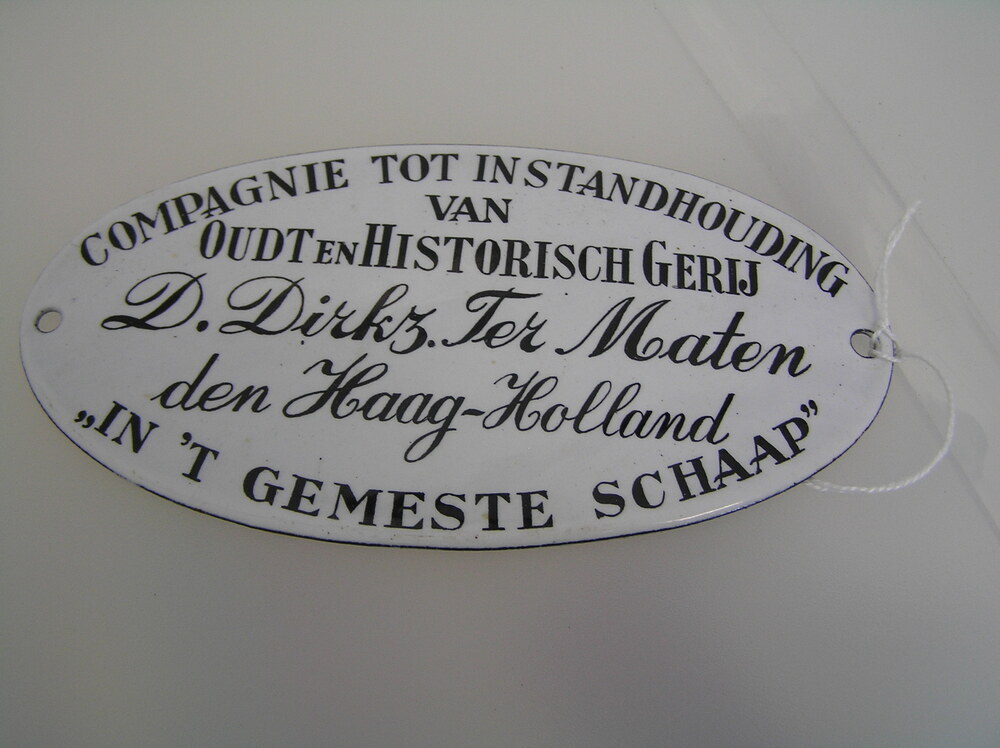 COMPAGNIE TOT INSTANDHOUDING
VAN
OUDT EN HISTORISCH GERIJ
D. Dirkz. Ter Maten
den Haag-Holland
„IN 'T GEMESTE SCHAAP”